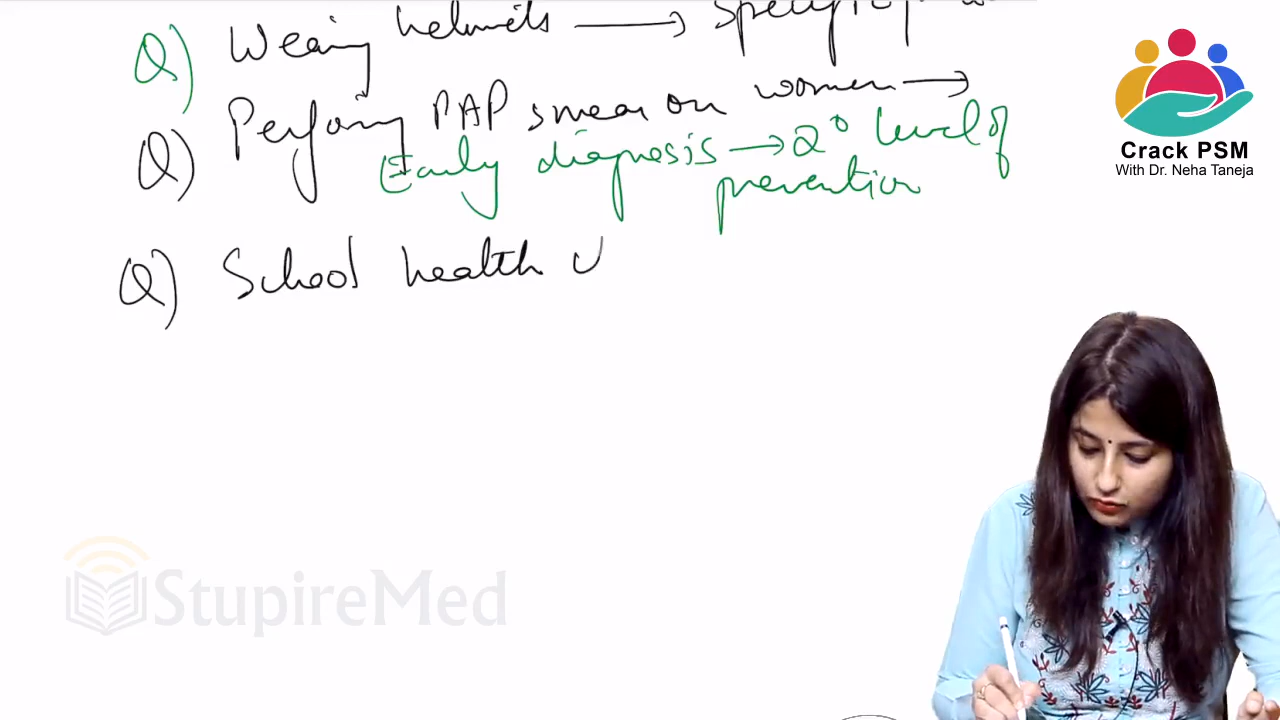 Q) Wearing helmets → Specific
Q) Perfoming PAP smear on women →
Early diagnosis → 2° level of
prevention
Q) School health
Crack PSM
With Dr. Neha Taneja
StupireMed